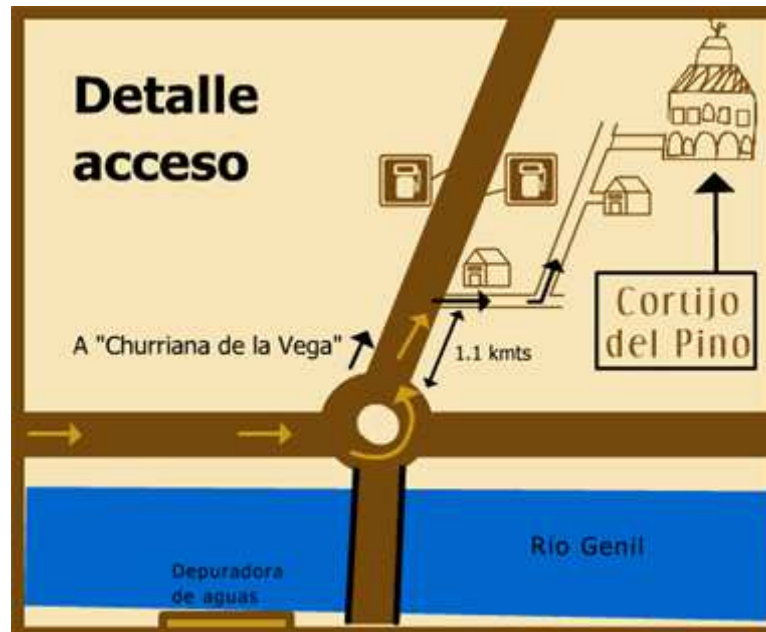 Detalle
acceso
A "Churriana de la Vega"
1.1 kmts
Cortijo
del Pino
Rio Genil
Depuradora
de aguas